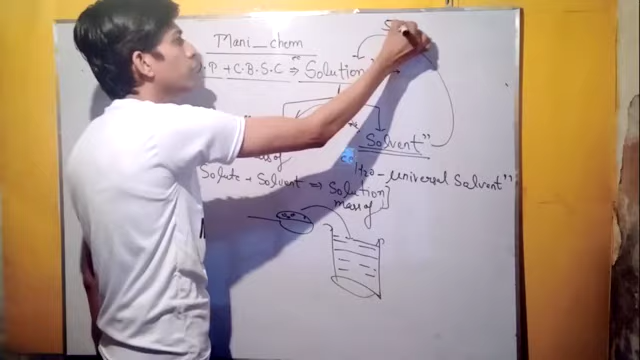 Mani_chem
P + C.B.S.C ⇒ Solution
Solvent"
mass of
H2O - universal Solvent"
Solute + Solvent ⇒ Solution
mass of